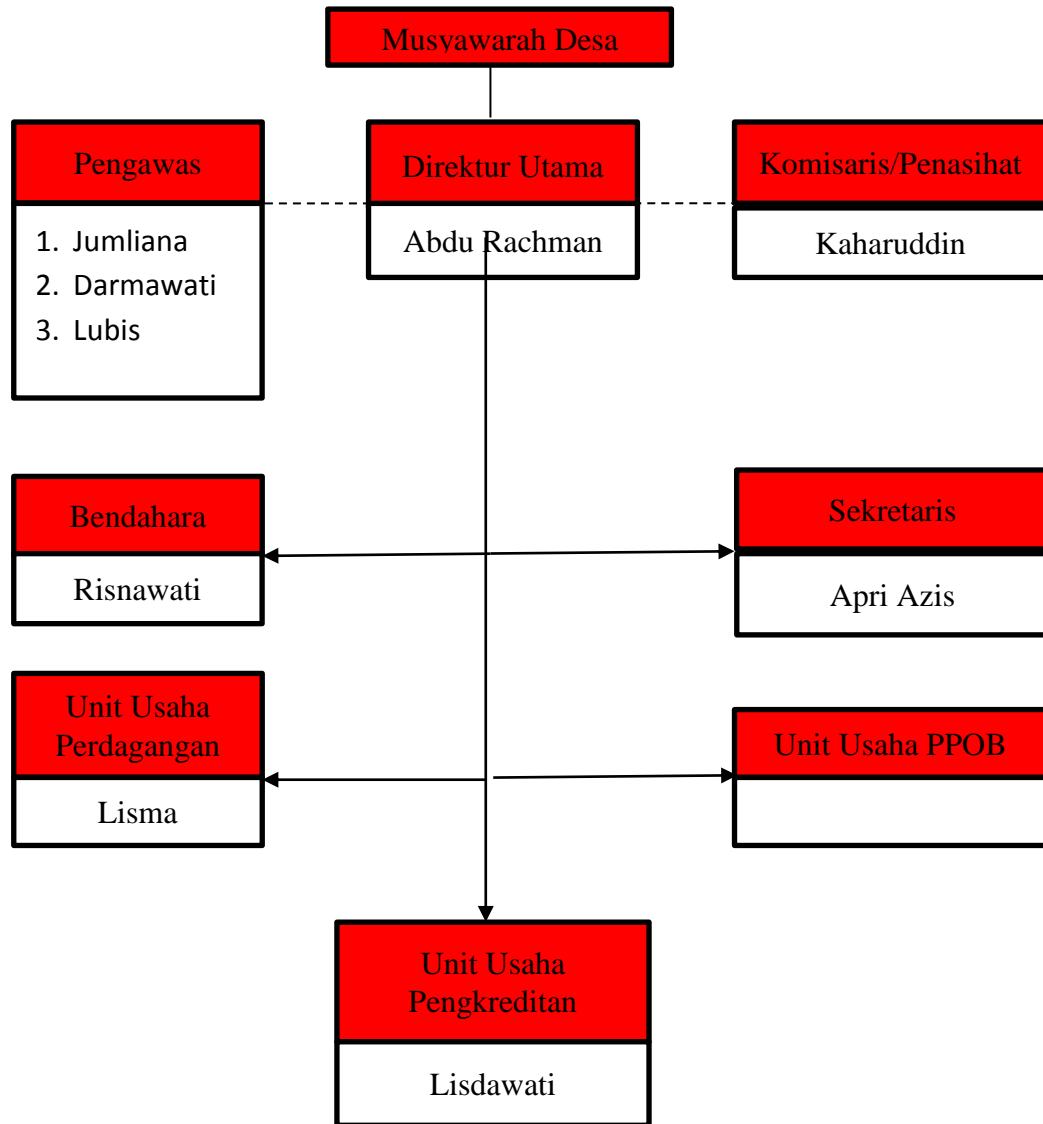 Musyawarah Desa
Pengawas
1. Jumliana
2. Darmawati
3. Lubis
Direktur Utama
Abdu Rachman
Komisaris/Penasihat
Kaharuddin
Bendahara
Risnawati
Sekretaris
Apri Azis
Unit Usaha
Perdagangan
Lisma
Unit Usaha PPOB
Unit Usaha
Pengkreditan
Lisdawati